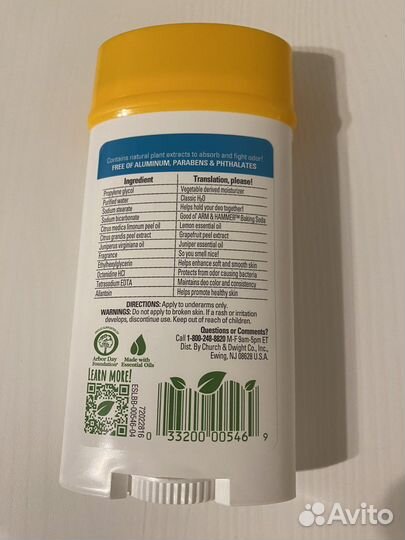 Contains natural plant extracts to absorb and fight odor!
FREE OF ALUMINUM, PARABENS & PHTHALATES
Ingredient Translation, please!
Propylene glycol Vegetable derived moisturizer
Purified water Classic H₂O
Sodium stearate Helps hold your deo together!
Sodium bicarbonate Good ol' ARM & HAMMER™ Baking Soda
Citrus medica limonum peel oil Lemon essential oil
Citrus grandis peel extract Grapefruit peel extract
Juniperus virginiana oil Juniper essential oil
Fragrance So you smell nice!
Ethylhexylglycerin Helps enhance soft and smooth skin
Octenidine HCl Protects from odor causing bacteria
Tetrasodium EDTA Maintains deo color and consistency
Allantoin Helps promote healthy skin
DIRECTIONS: Apply to underarms only.
WARNINGS: Do not apply to broken skin. If a rash or irritation
develops, discontinue use. Keep out of reach of children.
Questions or Comments?
Call 1-800-248-8820 M-F 9am-5pm ET
Dist. By Church & Dwight Co., Inc.,
Ewing, NJ 08628 U.S.A.
Arbor Day
Foundation
Made with
Essential Oils
LEARN MORE!
ESLBB-00546-04
72022816
0 33200 00546 9
Avito